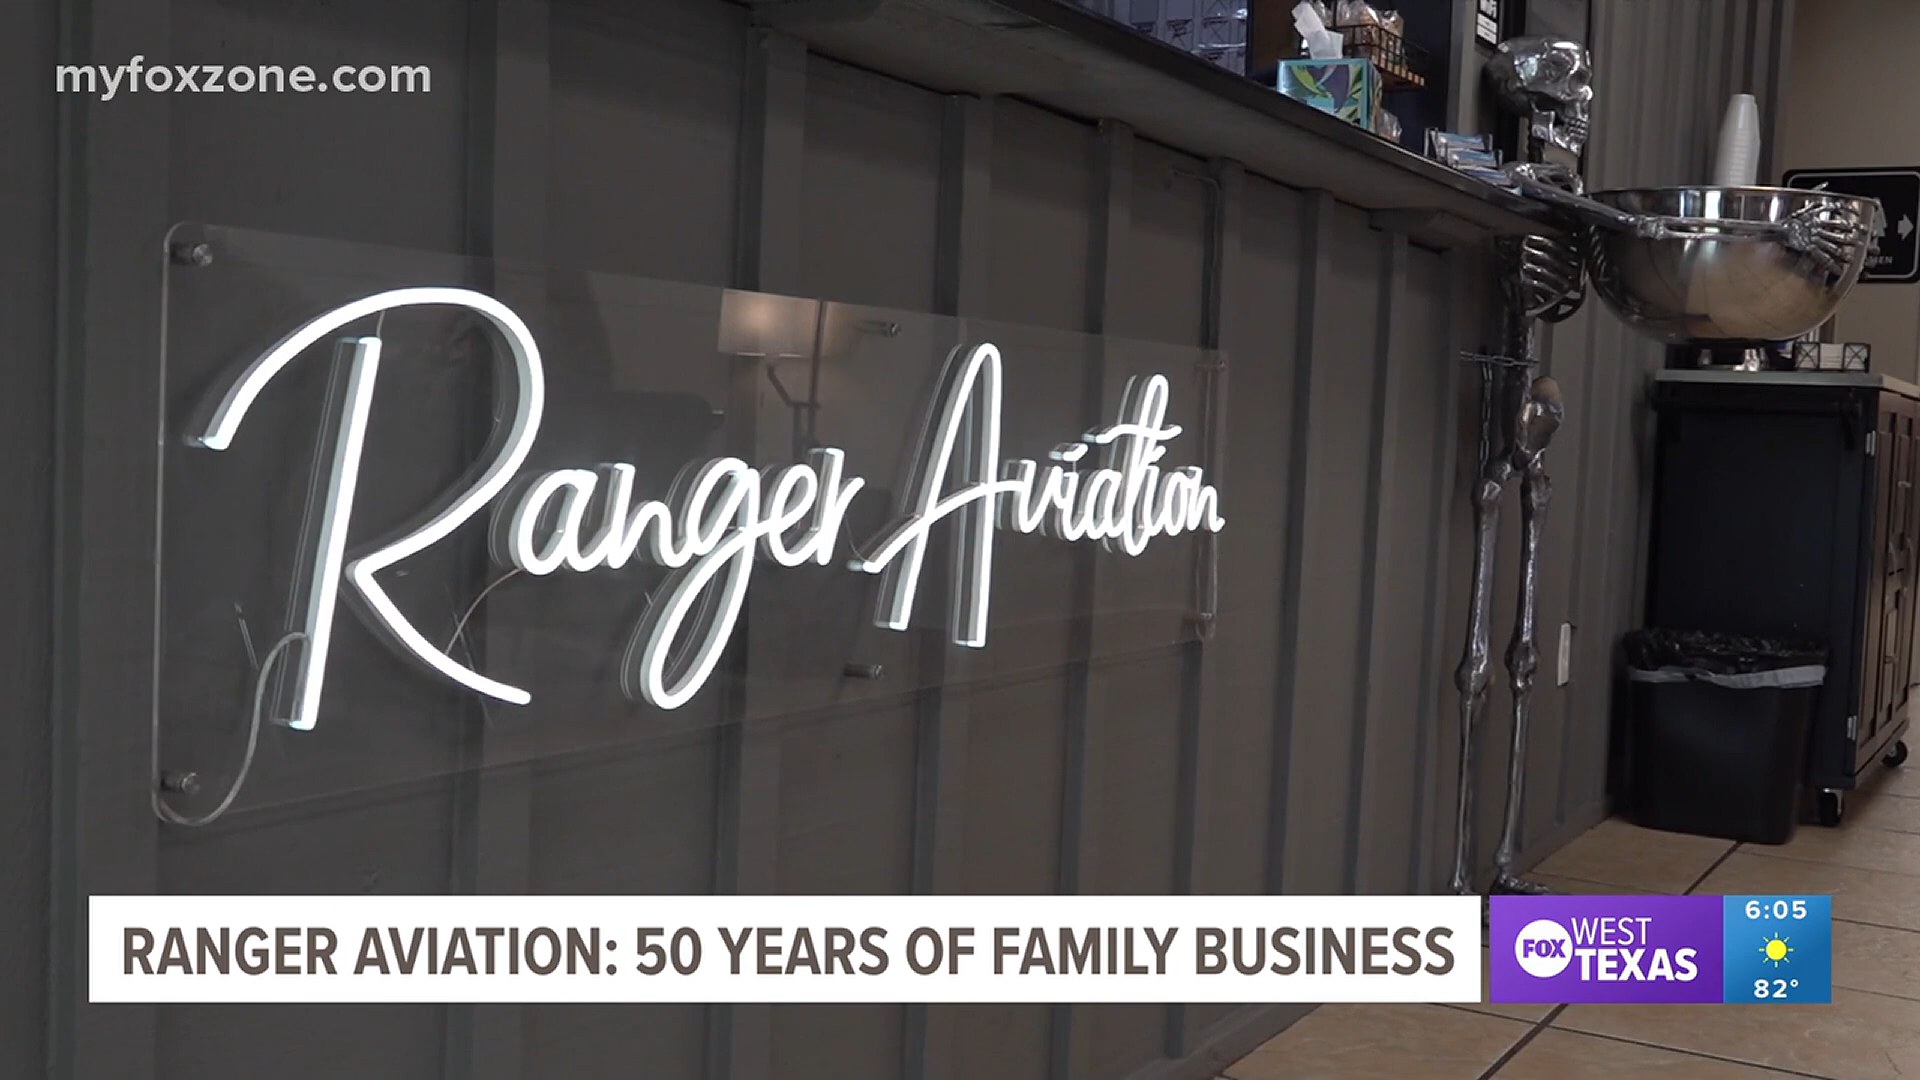 myfoxzone.com
Ranger Aviation
RANGER AVIATION: 50 YEARS OF FAMILY BUSINESS
FOX WEST TEXAS
6:05
82°